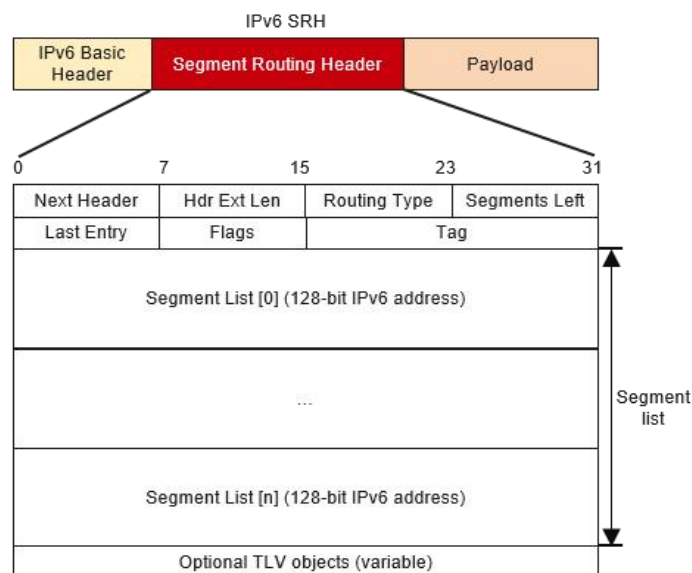 IPv6 SRH
IPv6 Basic
Header
Segment Routing Header
Payload
0 7 15 23 31
Next Header Hdr Ext Len Routing Type Segments Left
Last Entry Flags Tag
Segment List [0] (128-bit IPv6 address)
...
Segment
list
Segment List [n] (128-bit IPv6 address)
Optional TLV objects (variable)